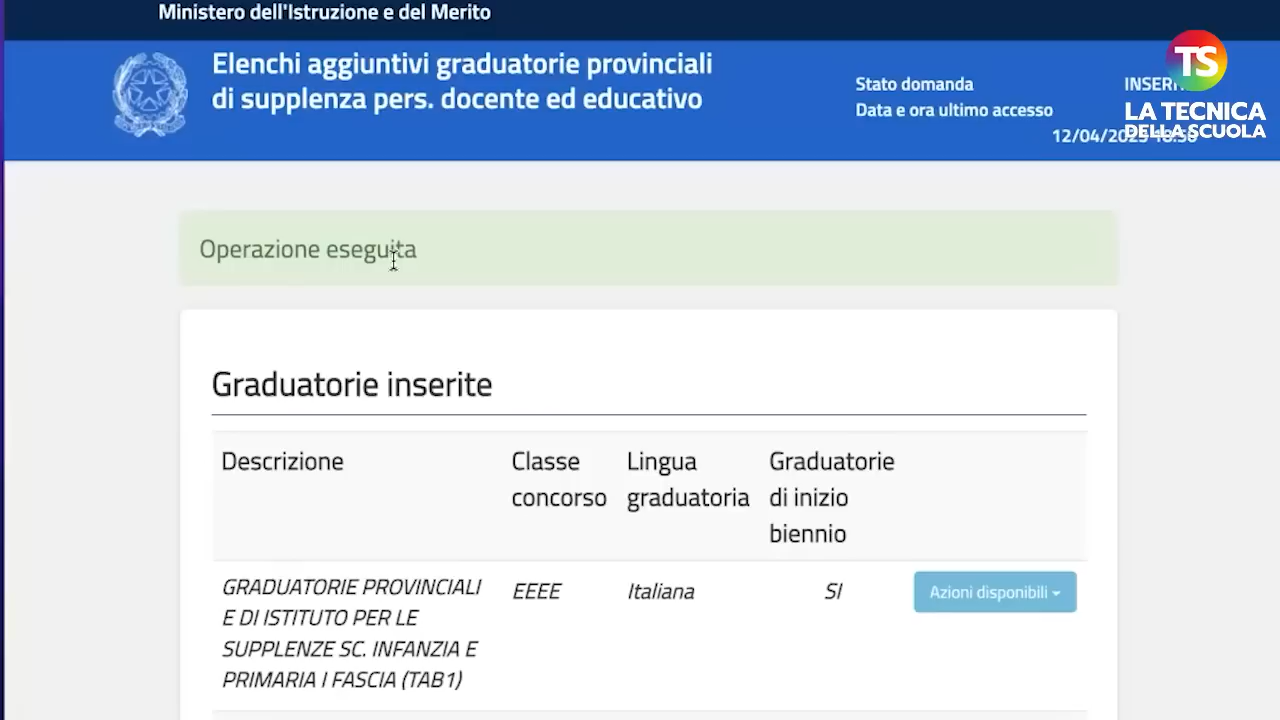 Ministero dell'Istruzione e del Merito
Elenchi aggiuntivi graduatorie provinciali
di supplenza pers. docente ed educativo
Stato domanda
Data e ora ultimo accesso
TS
LA TECNICA
DELLA SCUOLA
Operazione eseguita
Graduatorie inserite
Descrizione
Classe
concorso
Lingua
graduatoria
Graduatorie
di inizio
biennio
GRADUATORIE PROVINCIALI
E DI ISTITUTO PER LE
SUPPLENZE SC. INFANZIA E
PRIMARIA I FASCIA (TAB1)
EEEE
Italiana
SI
Azioni disponibili